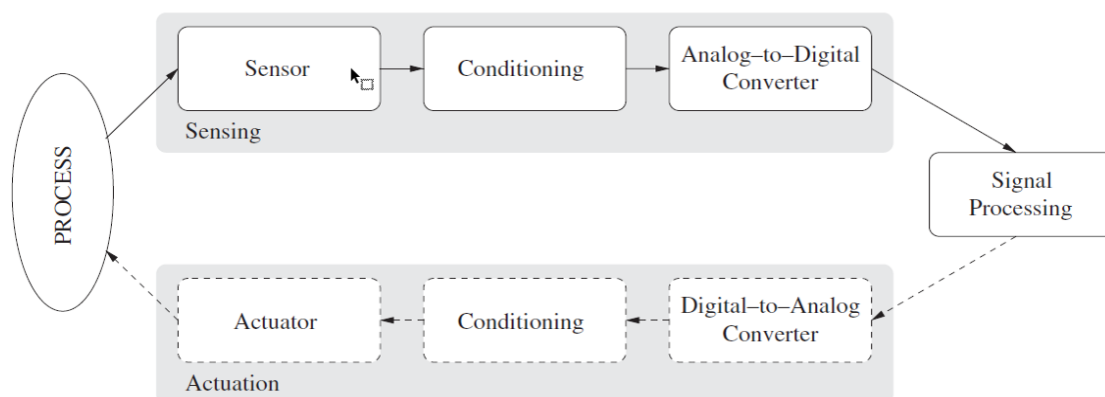 Sensor
Conditioning
Analog–to–Digital
Converter
Sensing
PROCESS
Signal
Processing
Actuator
Conditioning
Digital–to–Analog
Converter
Actuation